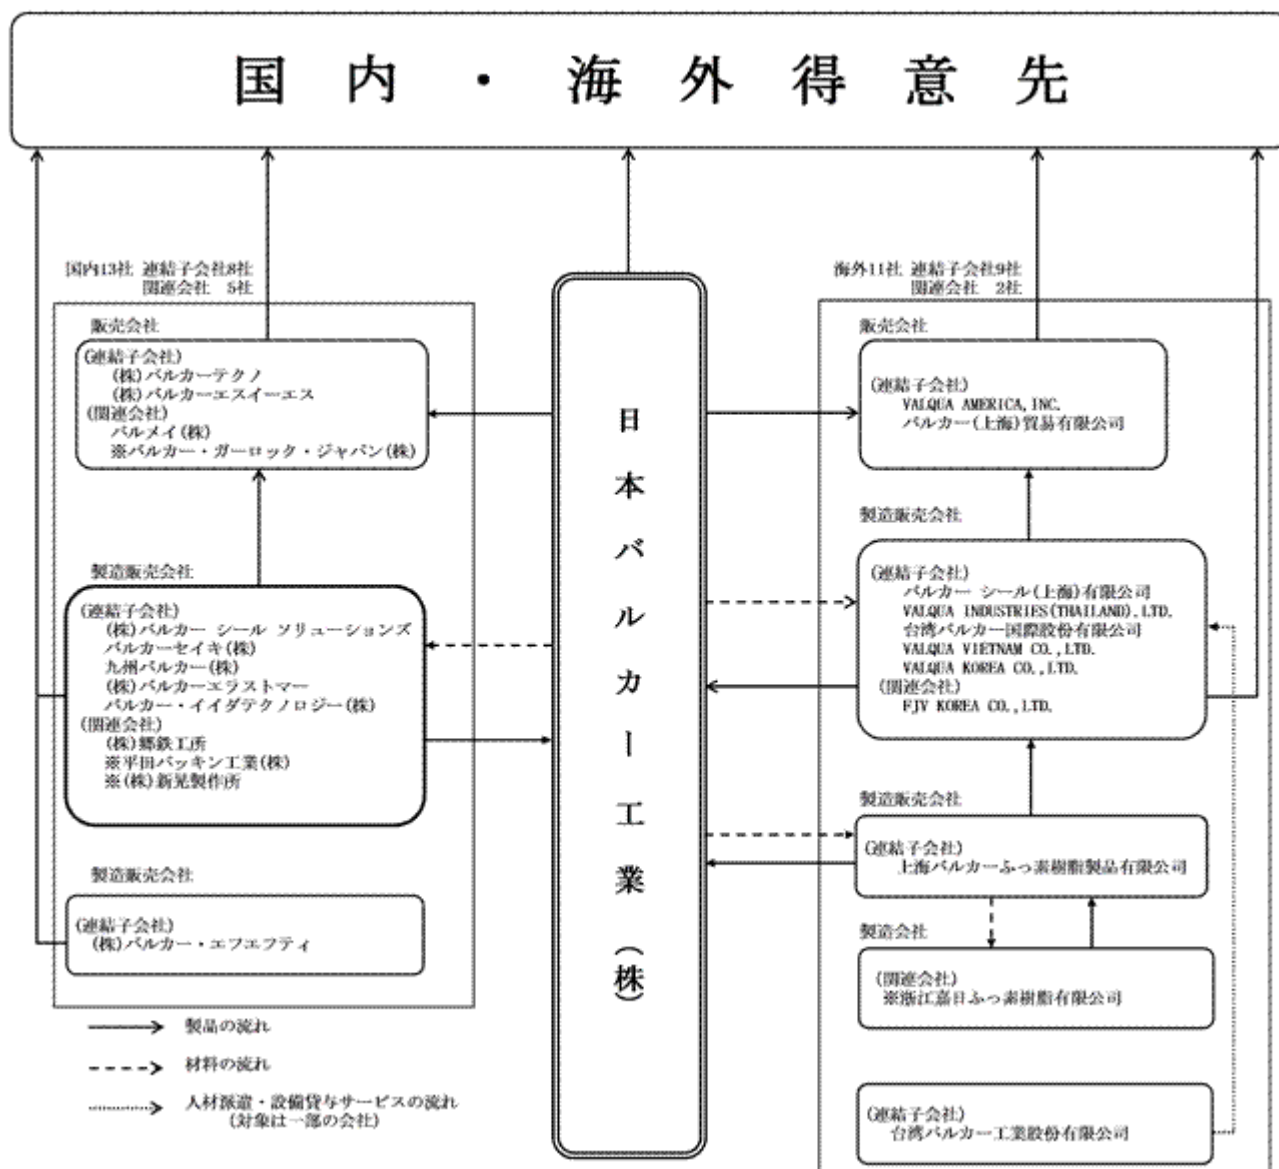 国内・海外得意先
国内13社 連結子会社8社
関連会社 5社
販売会社
(連結子会社)
(株)バルカーテクノ
(株)バルカーエスイーエス
(関連会社)
バルメイ(株)
※バルカー・ガーロック・ジャパン(株)
製造販売会社
(連結子会社)
(株)バルカー シール ソリューションズ
バルカーセイキ(株)
九州バルカー(株)
(株)バルカーエラストマー
バルカー・イイダテクノロジー(株)
(関連会社)
(株)郷鉄工所
※平田パッキン工業(株)
※(株)新晃製作所
製造販売会社
(連結子会社)
(株)バルカー・エフエフティ
製品の流れ
材料の流れ
人材派遣・設備貸与サービスの流れ
(対象は一部の会社)
日本バルカー工業(株)
海外11社 連結子会社9社
関連会社 2社
販売会社
(連結子会社)
VALQUA AMERICA,INC.
バルカー(上海)貿易有限公司
製造販売会社
(連結子会社)
バルカー シール(上海)有限公司
VALQUA INDUSTRIES(THAILAND),LTD.
台湾バルカー国際股份有限公司
VALQUA VIETNAM CO.,LTD.
VALQUA KOREA CO.,LTD.
(関連会社)
FJV KOREA CO.,LTD.
製造販売会社
(連結子会社)
上海バルカーふっ素樹脂製品有限公司
製造会社
(関連会社)
※浙江嘉日ふっ素樹脂有限公司
(連結子会社)
台湾バルカー工業股份有限公司